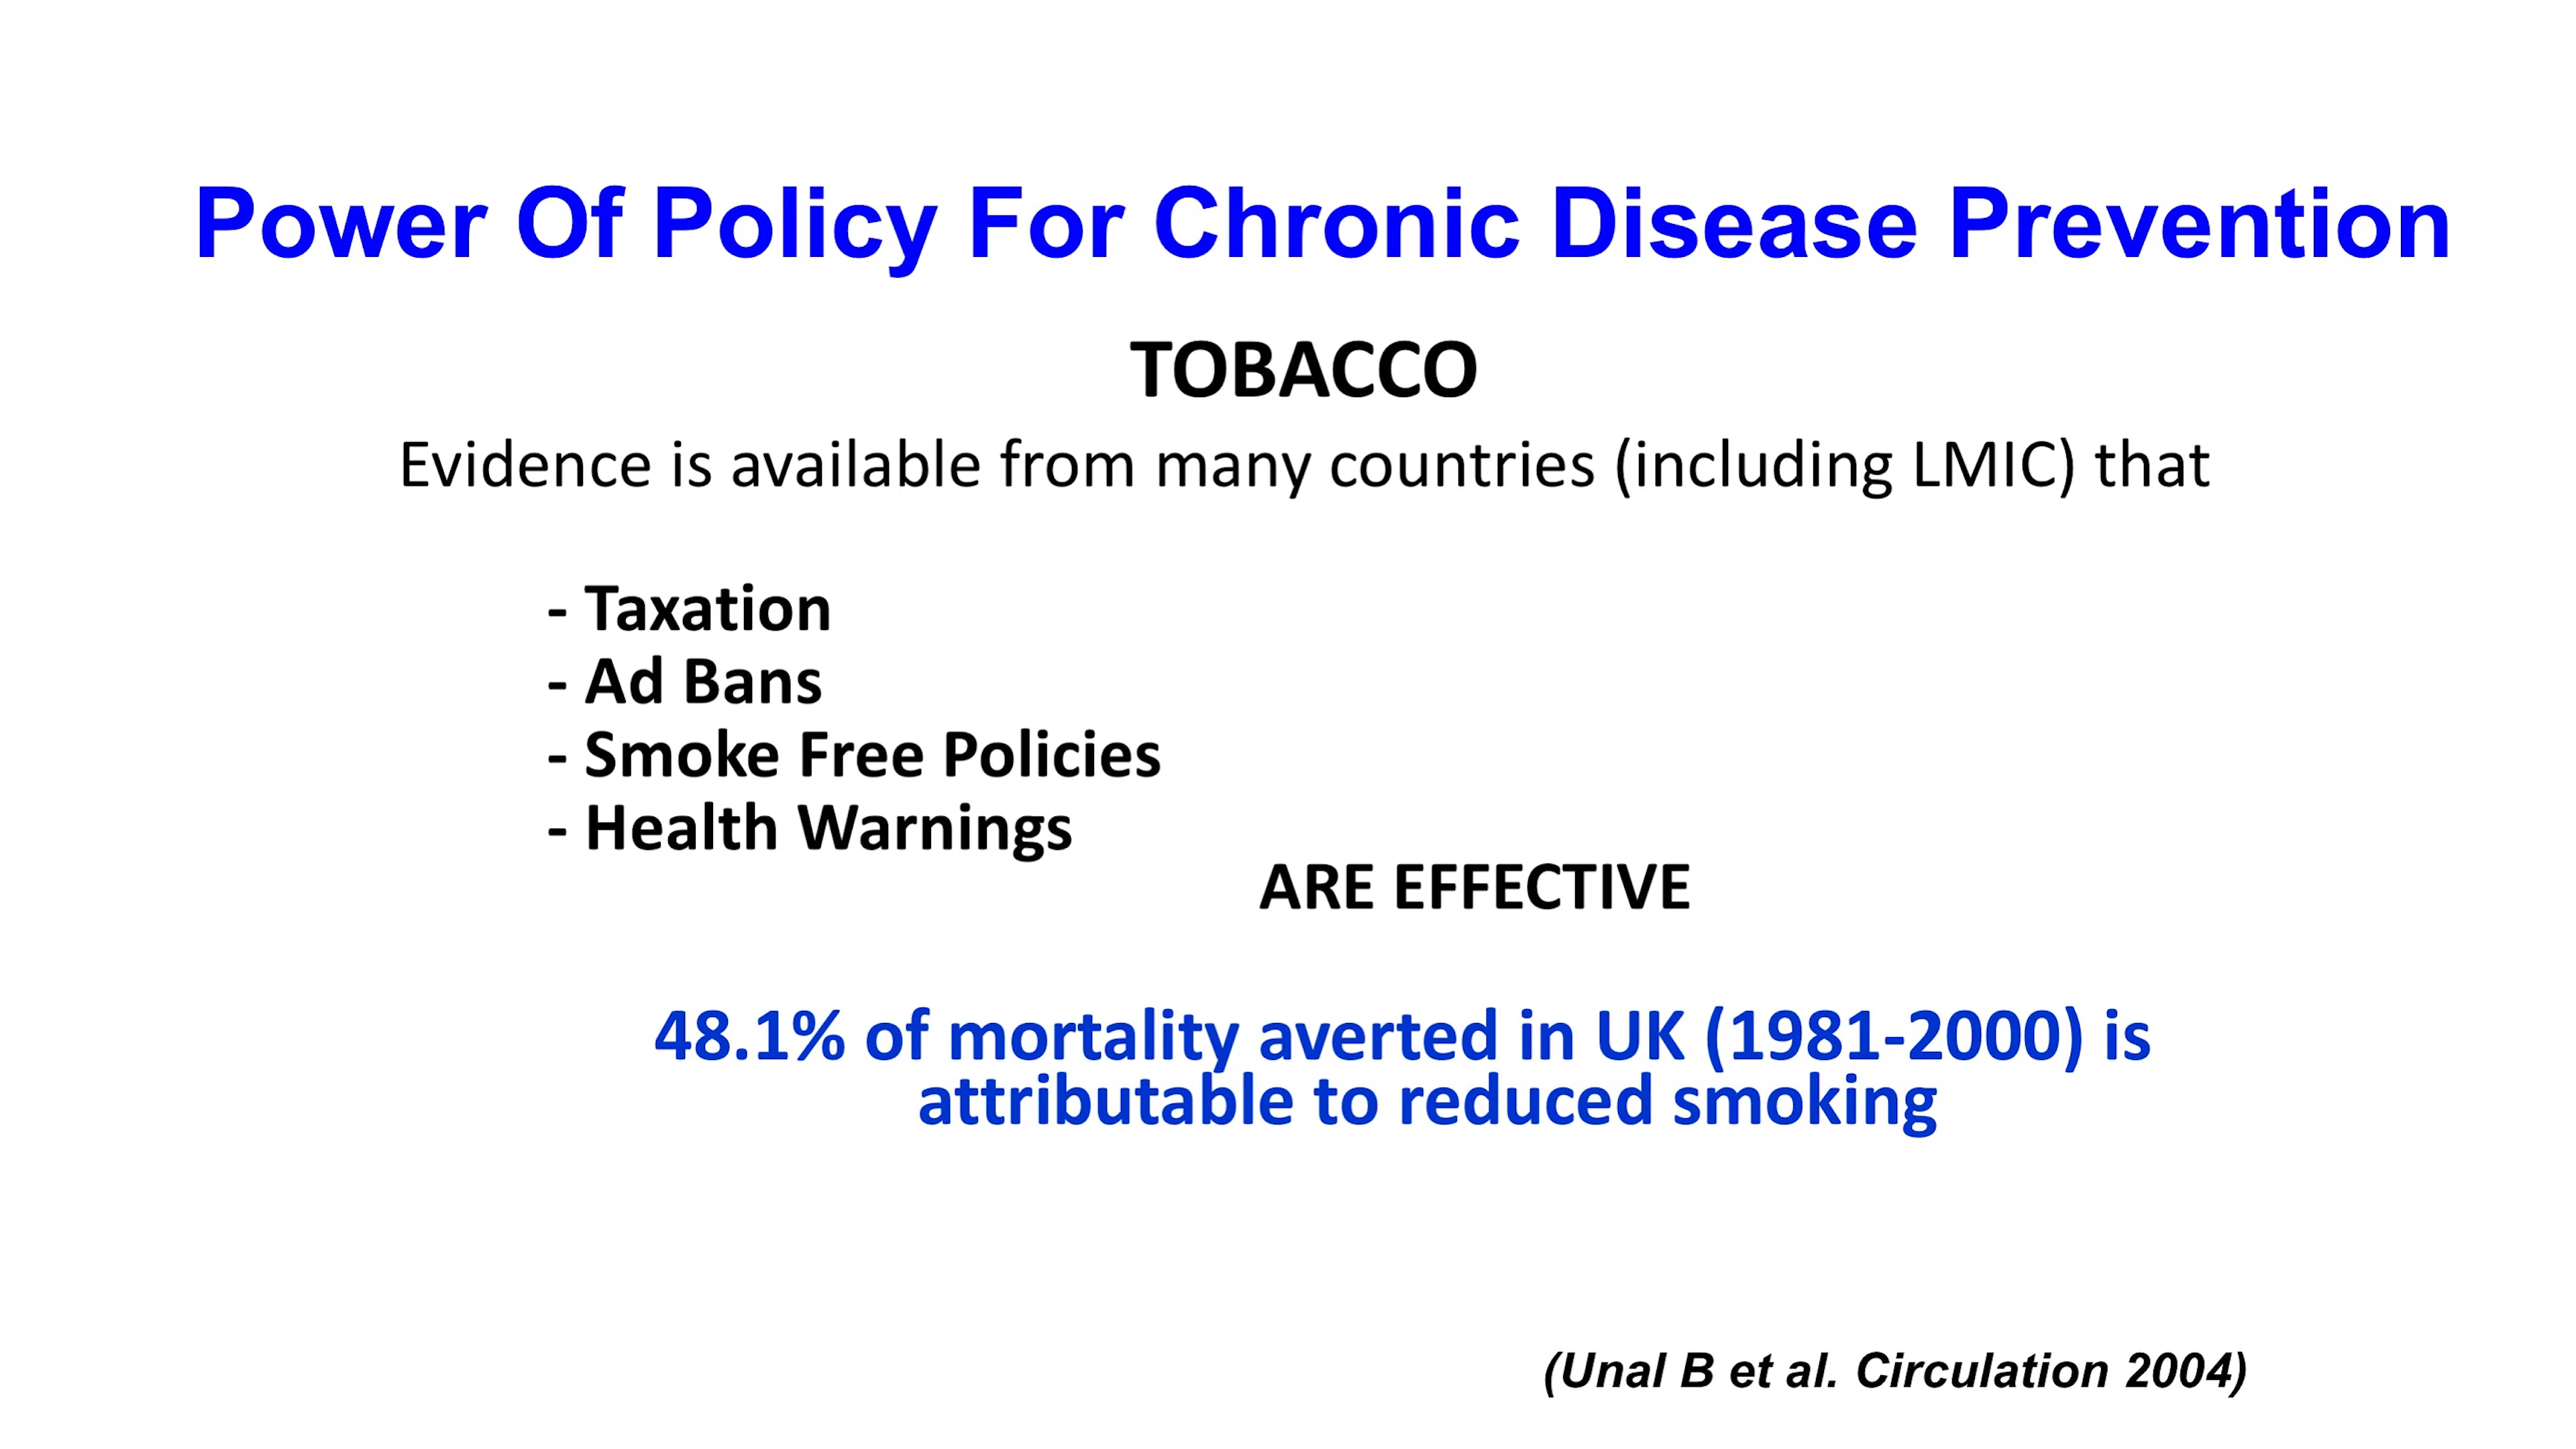 Power Of Policy For Chronic Disease Prevention
TOBACCO
Evidence is available from many countries (including LMIC) that
- Taxation
- Ad Bans
- Smoke Free Policies
- Health Warnings
ARE EFFECTIVE
48.1% of mortality averted in UK (1981-2000) is
attributable to reduced smoking
(Unal B et al. Circulation 2004)